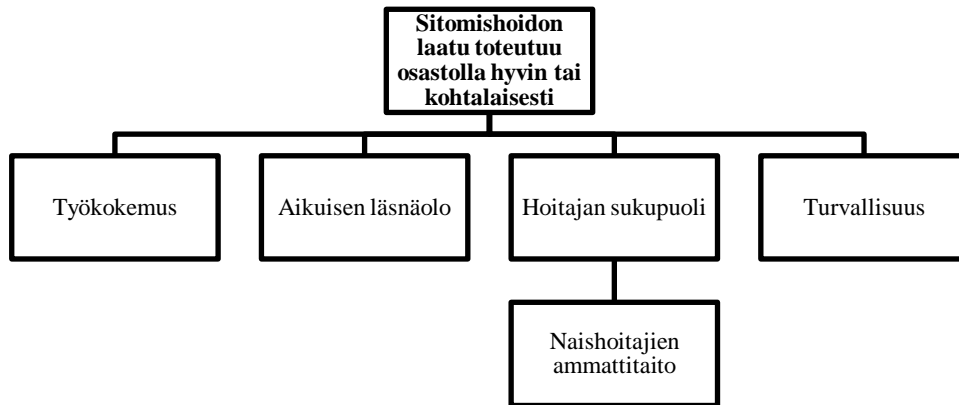 Sitomishoidon
laatu toteutuu
osastolla hyvin tai
kohtalaisesti
Työkokemus
Aikuisen läsnäolo
Hoitajan sukupuoli
Turvallisuus
Naishoitajien
ammattitaito